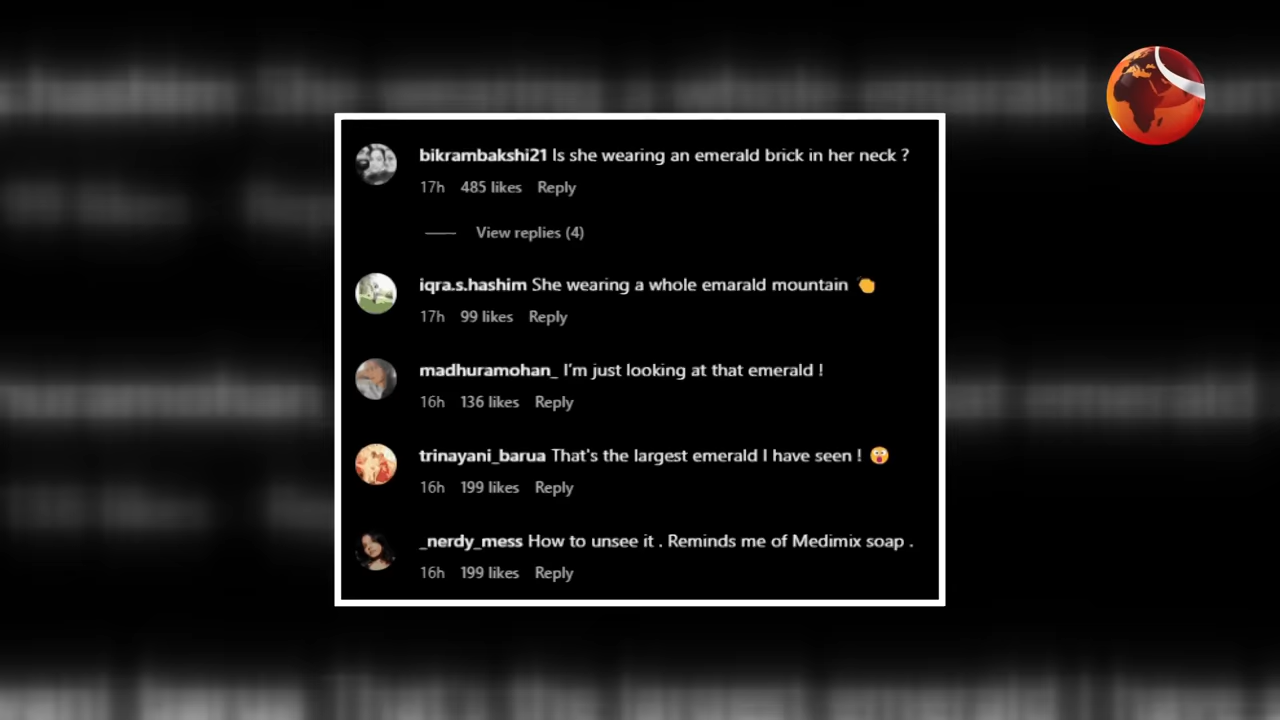 bikrambakshi21 Is she wearing an emerald brick in her neck ?
17h 485 likes Reply
View replies (4)
iqra.s.hashim She wearing a whole emarald mountain 👏
17h 99 likes Reply
madhuramohan_ I'm just looking at that emerald !
16h 136 likes Reply
trinayani_barua That's the largest emerald I have seen ! 😲
16h 199 likes Reply
_nerdy_mess How to unsee it . Reminds me of Medimix soap .
16h 199 likes Reply